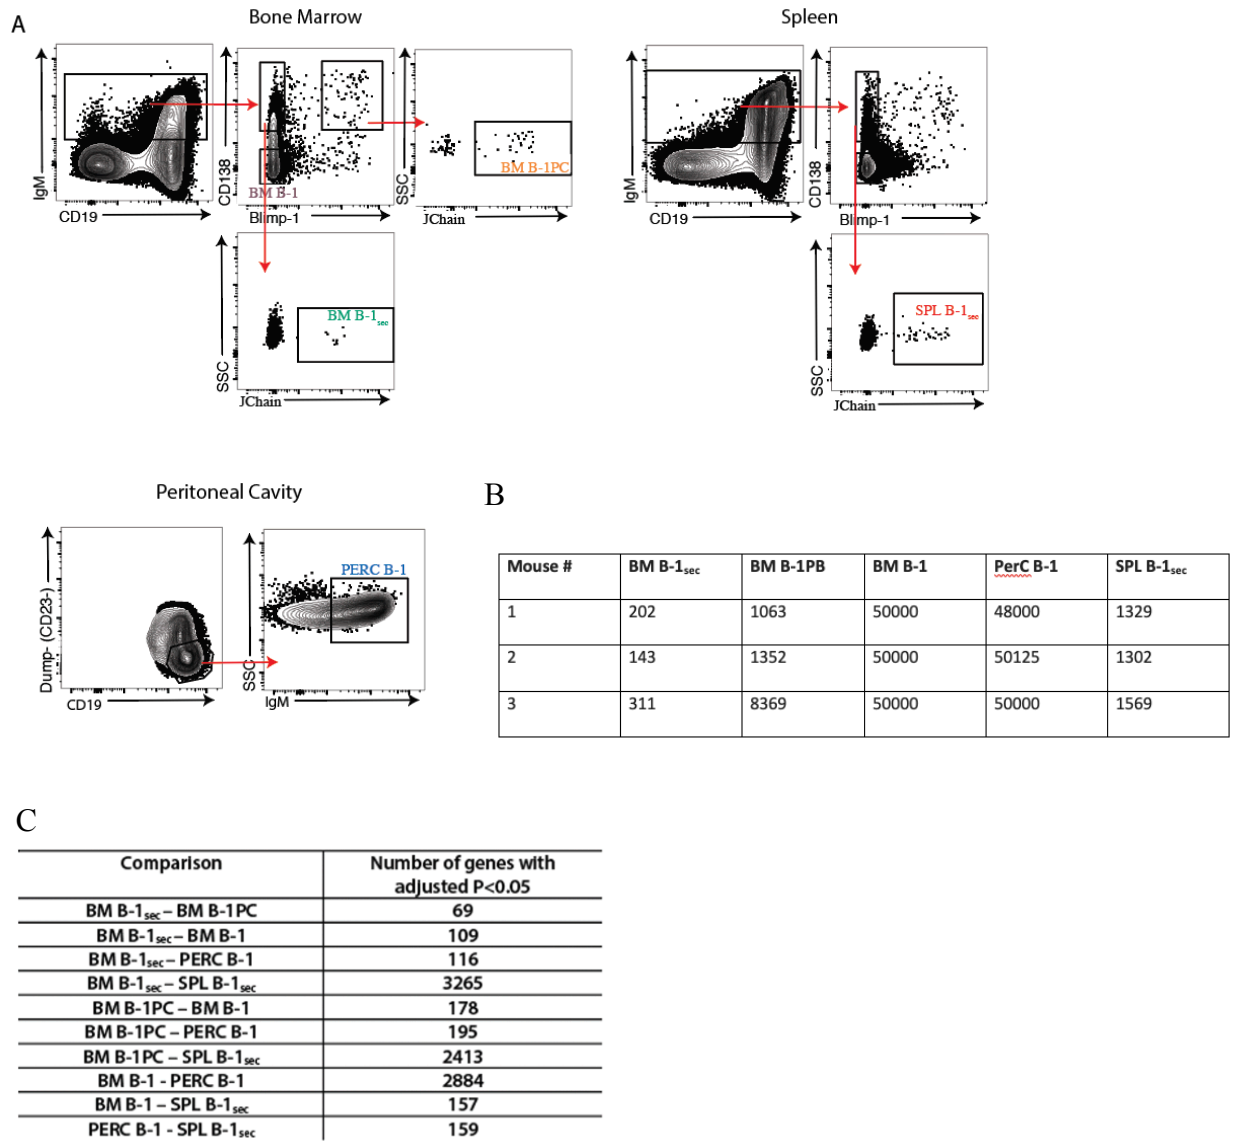 A
Bone Marrow
Spleen
IgM
CD19
CD138
Blimp-1
BM B-1
SSC
JChain
BM B-1PC
IgM
CD19
CD138
Blimp-1
SSC
JChain
BM B-1sec
SSC
JChain
SPL B-1sec
Peritoneal Cavity
Dump- (CD23-)
CD19
SSC
IgM
PERC B-1
B
Mouse # BM B-1sec BM B-1PB BM B-1 PerC B-1 SPL B-1sec
1 202 1063 50000 48000 1329
2 143 1352 50000 50125 1302
3 311 8369 50000 50000 1569
C
Comparison Number of genes with
adjusted P<0.05
BM B-1sec – BM B-1PC 69
BM B-1sec – BM B-1 109
BM B-1sec – PERC B-1 116
BM B-1sec – SPL B-1sec 3265
BM B-1PC – BM B-1 178
BM B-1PC – PERC B-1 195
BM B-1PC – SPL B-1sec 2413
BM B-1 - PERC B-1 2884
BM B-1 – SPL B-1sec 157
PERC B-1 - SPL B-1sec 159